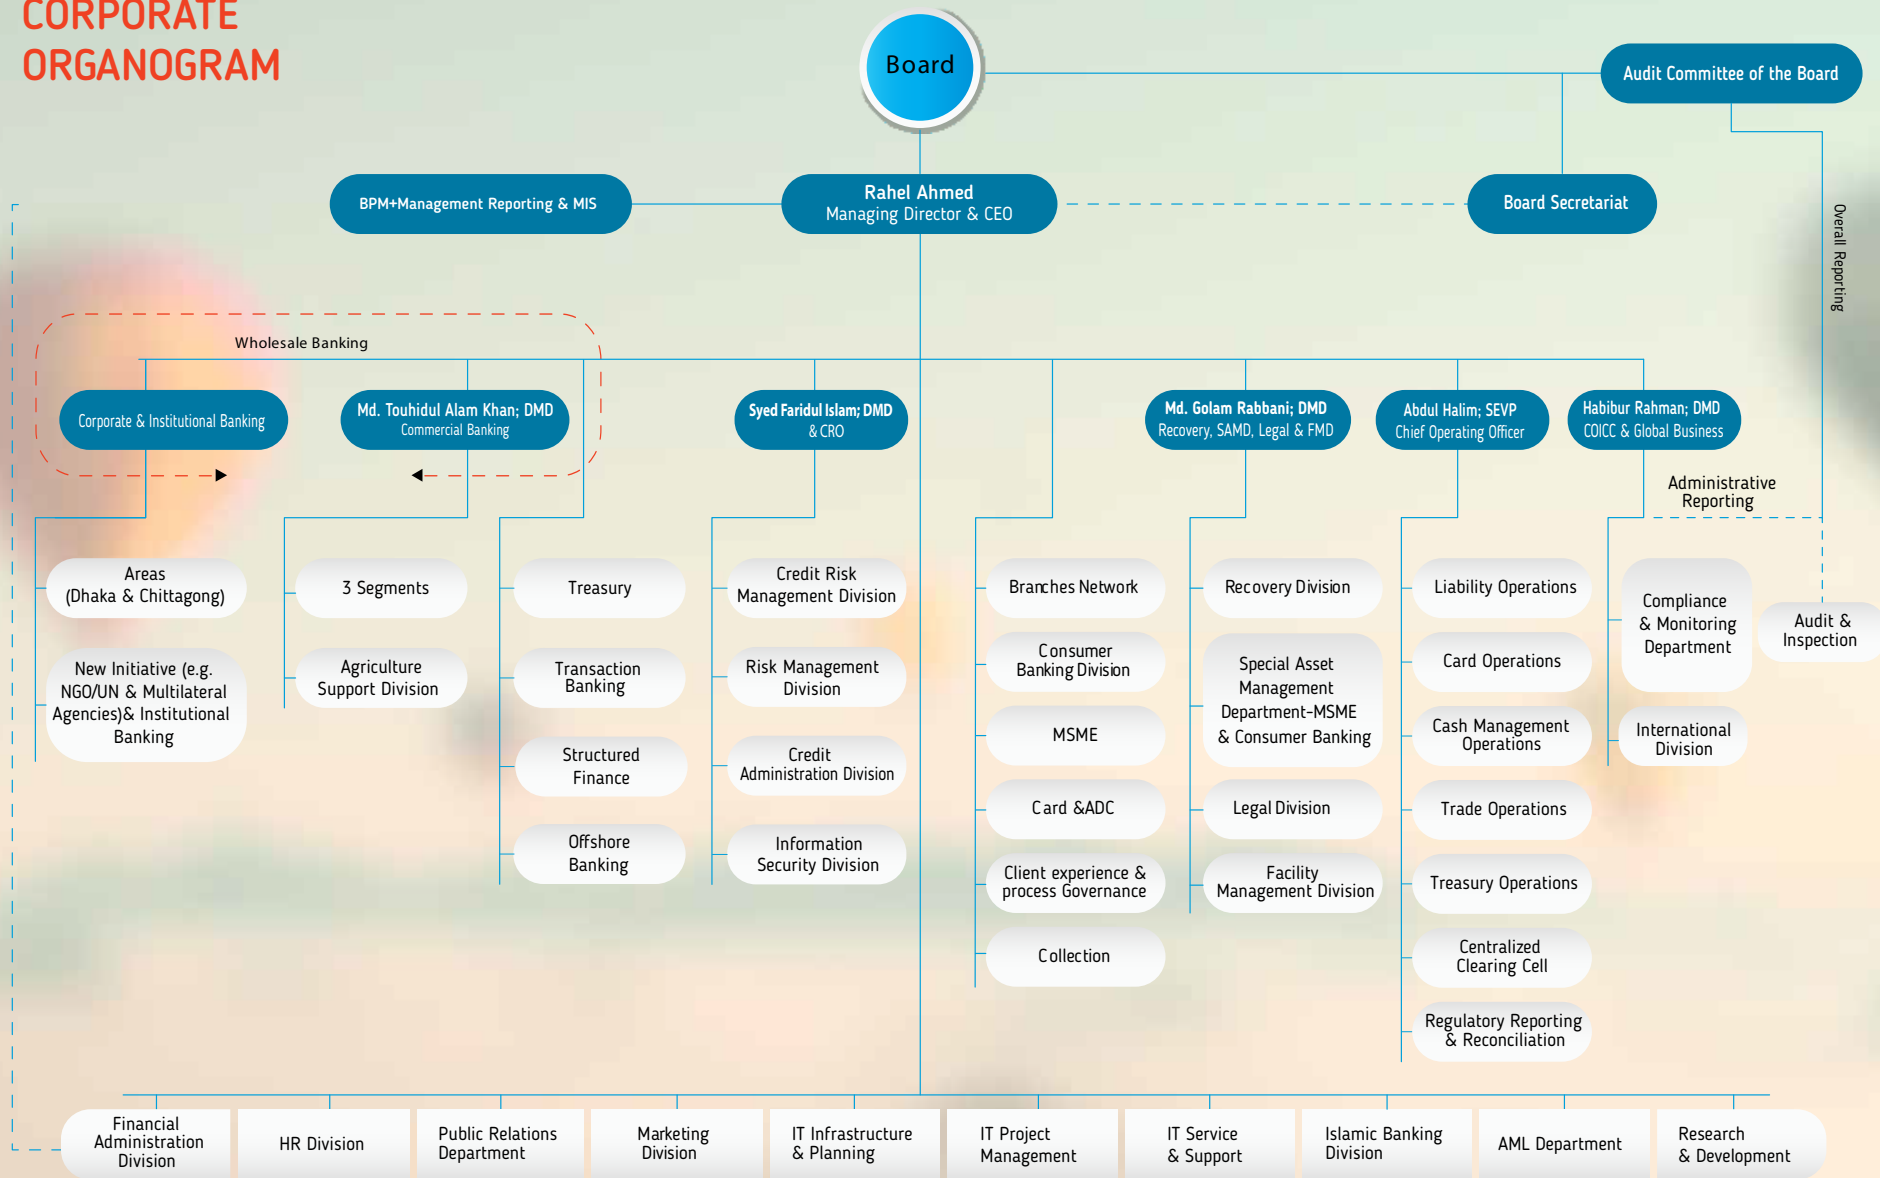 CORPORATE
ORGANOGRAM
Board
Audit Committee of the Board
BPM+Management Reporting & MIS
Rahel Ahmed
Managing Director & CEO
Board Secretariat
Overall Reporting
Wholesale Banking
Corporate & Institutional Banking
Md. Touhidul Alam Khan; DMD
Commercial Banking
Syed Faridul Islam; DMD
& CRO
Md. Golam Rabbani; DMD
Recovery, SAMD, Legal & FMD
Abdul Halim; SEVP
Chief Operating Officer
Habibur Rahman; DMD
COICC & Global Business
Administrative
Reporting
Areas
(Dhaka & Chittagong)
New Initiative (e.g.
NGO/UN & Multilateral
Agencies)& Institutional
Banking
3 Segments
Agriculture
Support Division
Treasury
Transaction
Banking
Structured
Finance
Offshore
Banking
Credit Risk
Management Division
Risk Management
Division
Credit
Administration Division
Information
Security Division
Branches Network
Consumer
Banking Division
MSME
Card &ADC
Client experience &
process Governance
Collection
Recovery Division
Special Asset
Management
Department-MSME
& Consumer Banking
Legal Division
Facility
Management Division
Liability Operations
Card Operations
Cash Management
Operations
Trade Operations
Treasury Operations
Centralized
Clearing Cell
Regulatory Reporting
& Reconciliation
Compliance
& Monitoring
Department
International
Division
Audit &
Inspection
Financial
Administration
Division
HR Division
Public Relations
Department
Marketing
Division
IT Infrastructure
& Planning
IT Project
Management
IT Service
& Support
Islamic Banking
Division
AML Department
Research
& Development